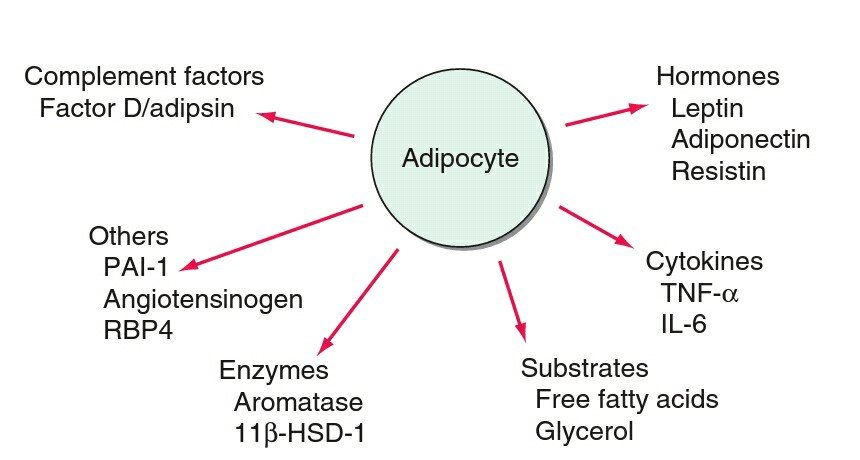 Complement factors
Factor D/adipsin
Adipocyte
Hormones
Leptin
Adiponectin
Resistin
Others
PAI-1
Angiotensinogen
RBP4
Cytokines
TNF-α
IL-6
Enzymes
Aromatase
11β-HSD-1
Substrates
Free fatty acids
Glycerol